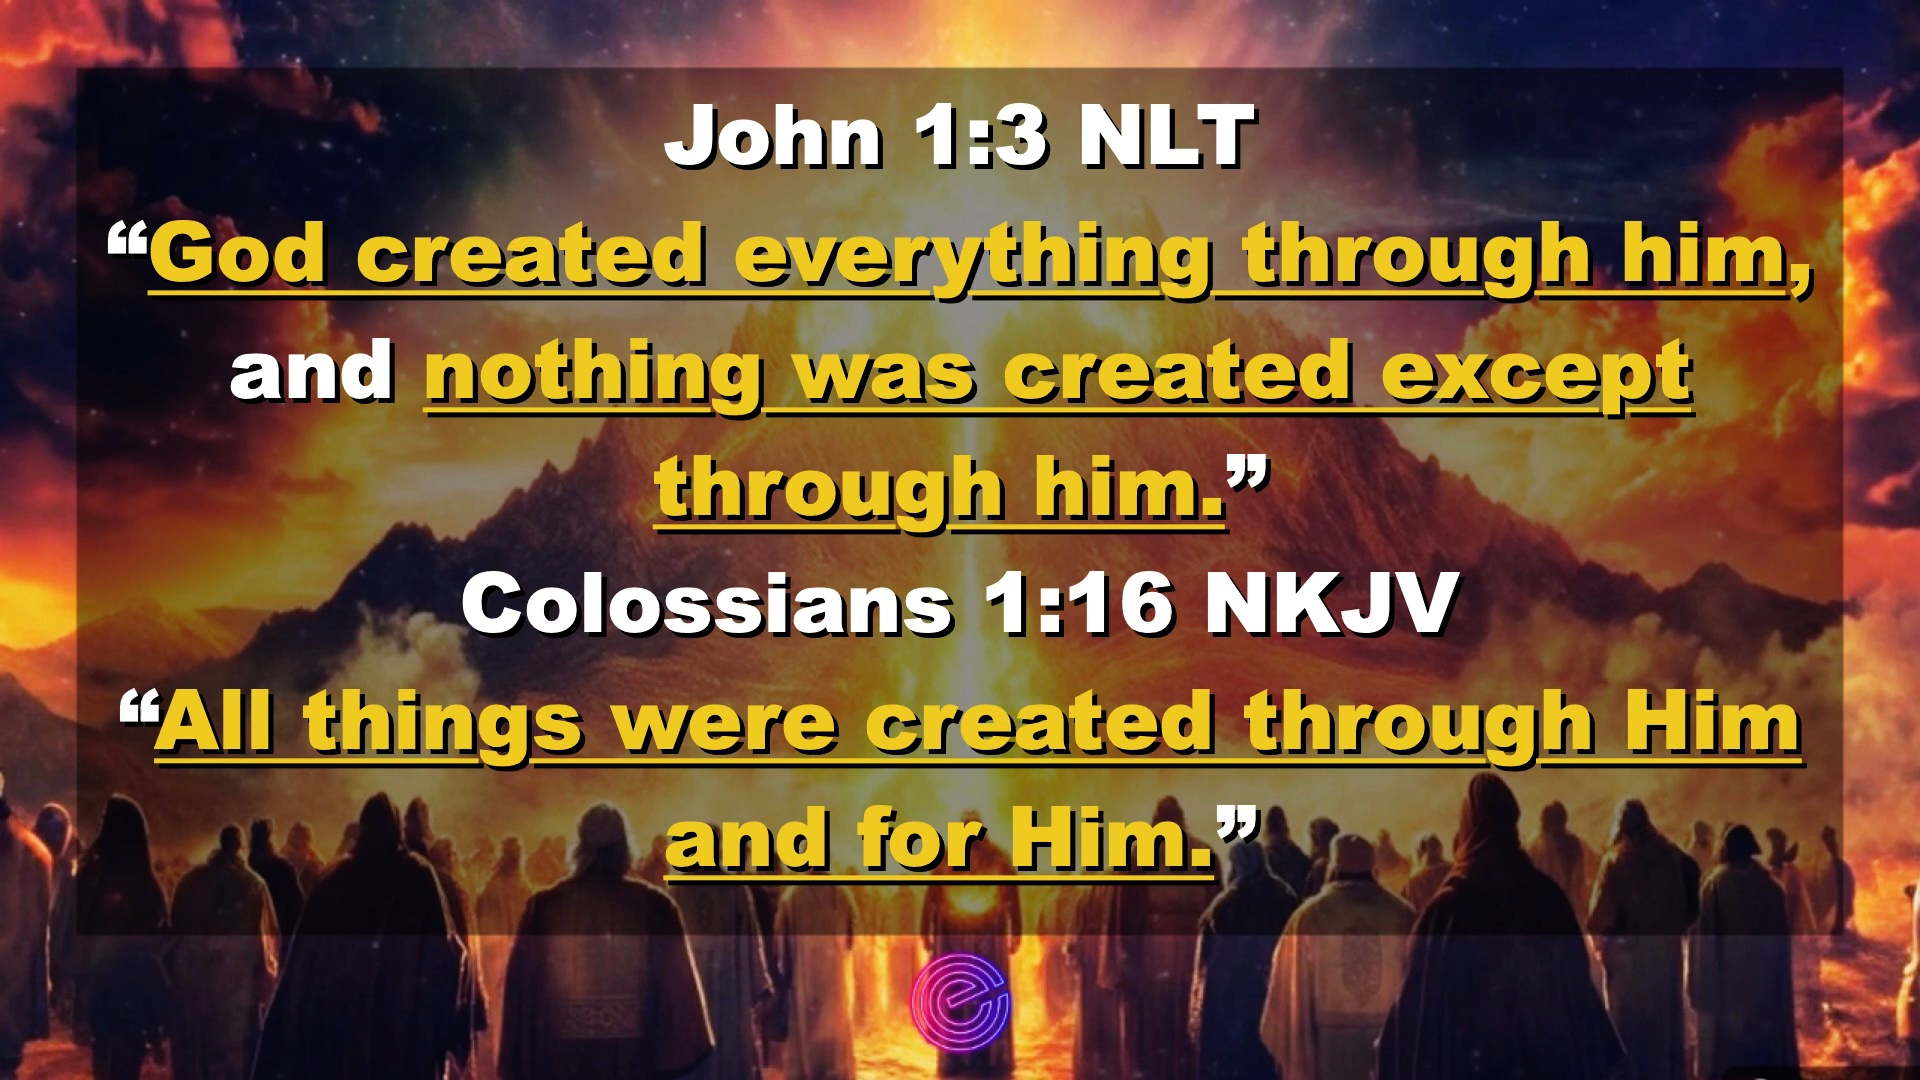 John 1:3 NLT
“God created everything through him,
and nothing was created except
through him.”
Colossians 1:16 NKJV
“All things were created through Him
and for Him.”